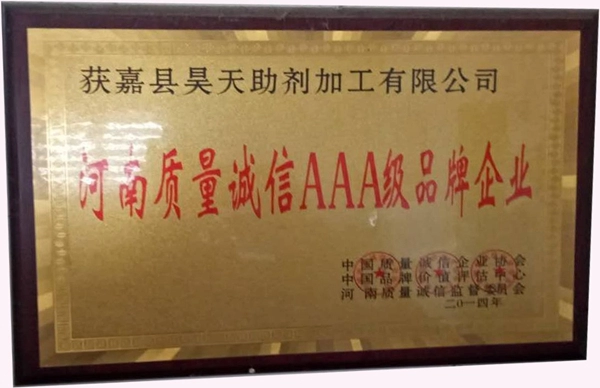 获嘉县昊天助剂加工有限公司
河南质量诚信AAA级品牌企业
中国质量诚信企业协会
中国品牌价值评估中心
河南质量诚信监督委员会
二〇一四年